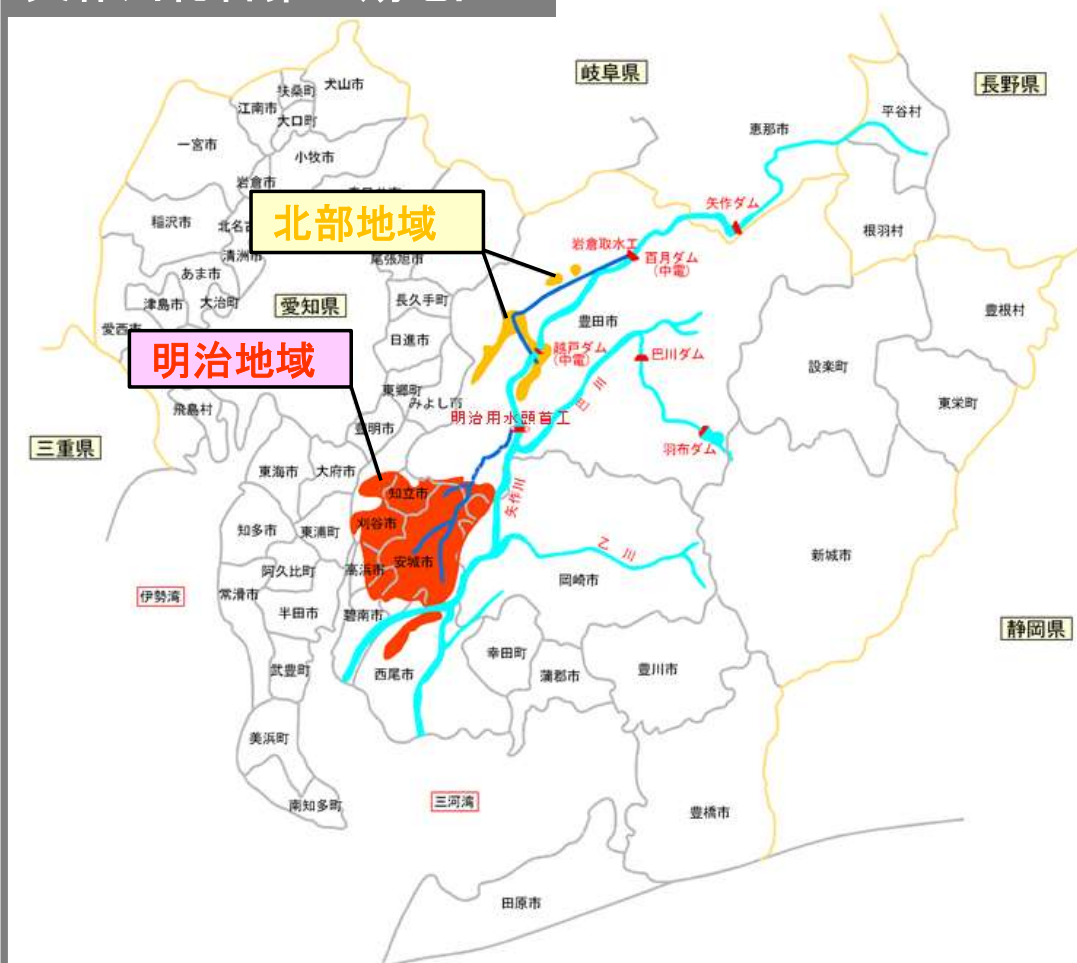 岐阜県
長野県
犬山市
扶桑町
江南市
大口町
平谷村
恵那市
一宮市
小牧市
岩倉市
矢作ダム
稲沢市
北部地域
根羽村
岩倉取水工
清洲市
尾張旭市
百月ダム
(中電)
あま市
津島市
大治町
愛知県
長久手町
豊根村
愛西市
豊田市
日進市
明治地域
越戸ダム
(中電)
巴川ダム
設楽町
東郷町
みよし市
東栄町
飛島村
明治用水頭首工
豊明市
三重県
羽布ダム
東海市
大府市
知立市
矢作川
刈谷市
知多市
東浦町
乙川
新城市
安城市
阿久比町
高浜市
岡崎市
伊勢湾
常滑市
半田市
碧南市
静岡県
幸田町
武豊町
西尾市
蒲郡市
豊川市
美浜町
三河湾
南知多町
豊橋市
田原市